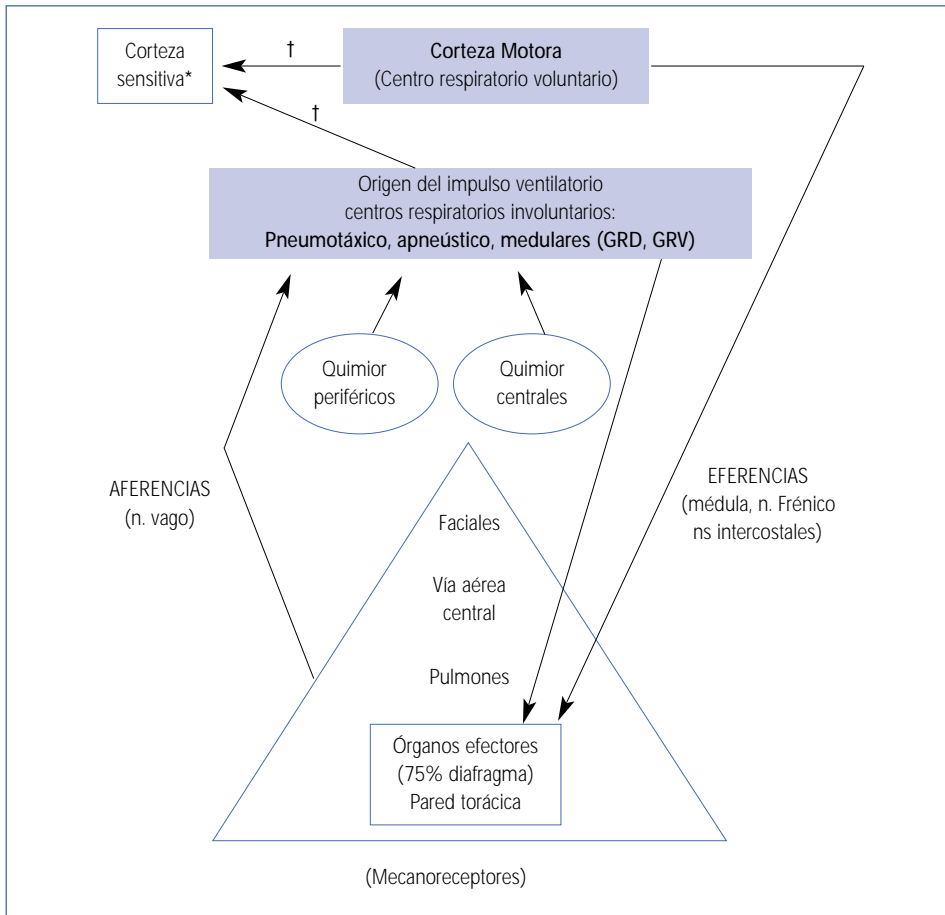 Corteza
sensitiva*
†
Corteza Motora
(Centro respiratorio voluntario)
†
Origen del impulso ventilatorio
centros respiratorios involuntarios:
Pneumotáxico, apneústico, medulares (GRD, GRV)
Quimior
periféricos
Quimior
centrales
AFERENCIAS
(n. vago)
EFERENCIAS
(médula, n. Frénico
ns intercostales)
Faciales
Vía aérea
central
Pulmones
Órganos efectores
(75% diafragma)
Pared torácica
(Mecanoreceptores)